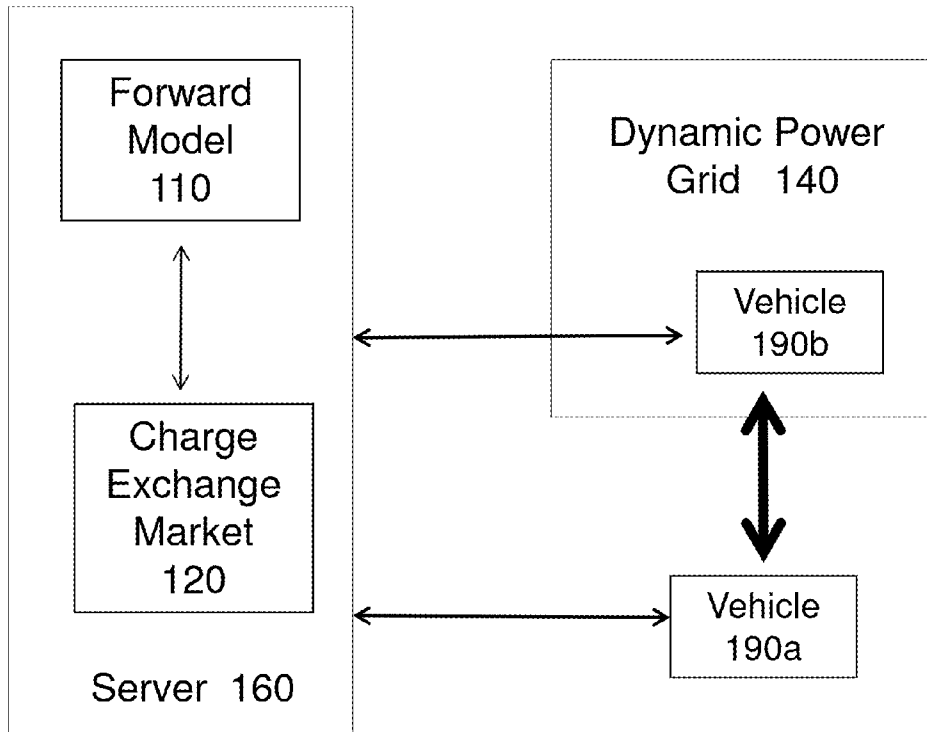 Forward
Model
110
Charge
Exchange
Market
120
Server 160
Dynamic Power
Grid 140
Vehicle
190b
Vehicle
190a